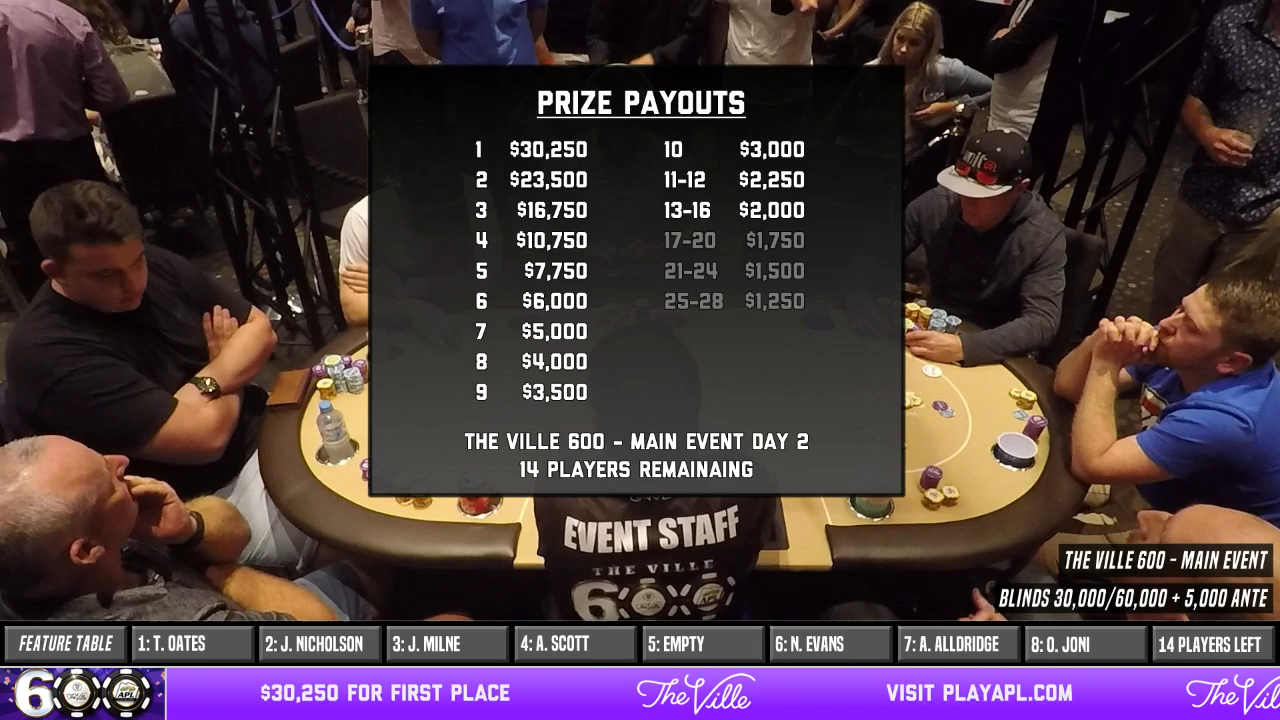 PRIZE PAYOUTS
1 $30,250
2 $23,500
3 $16,750
4 $10,750
5 $7,750
6 $6,000
7 $5,000
8 $4,000
9 $3,500
10 $3,000
11-12 $2,250
13-16 $2,000
17-20 $1,750
21-24 $1,500
25-28 $1,250
THE VILLE 600 - MAIN EVENT DAY 2
14 PLAYERS REMAINAING
EVENT STAFF
THE VILLE
600
THE VILLE 600 - MAIN EVENT
BLINDS 30,000/60,000 + 5,000 ANTE
FEATURE TABLE 1: T. OATES 2: J. NICHOLSON 3: J. MILNE 4: A. SCOTT 5: EMPTY 6: N. EVANS 7: A. ALLDRIDGE 8: O. JONI 14 PLAYERS LEFT
600 $30,250 FOR FIRST PLACE The Ville VISIT PLAYAPL.COM The Vil